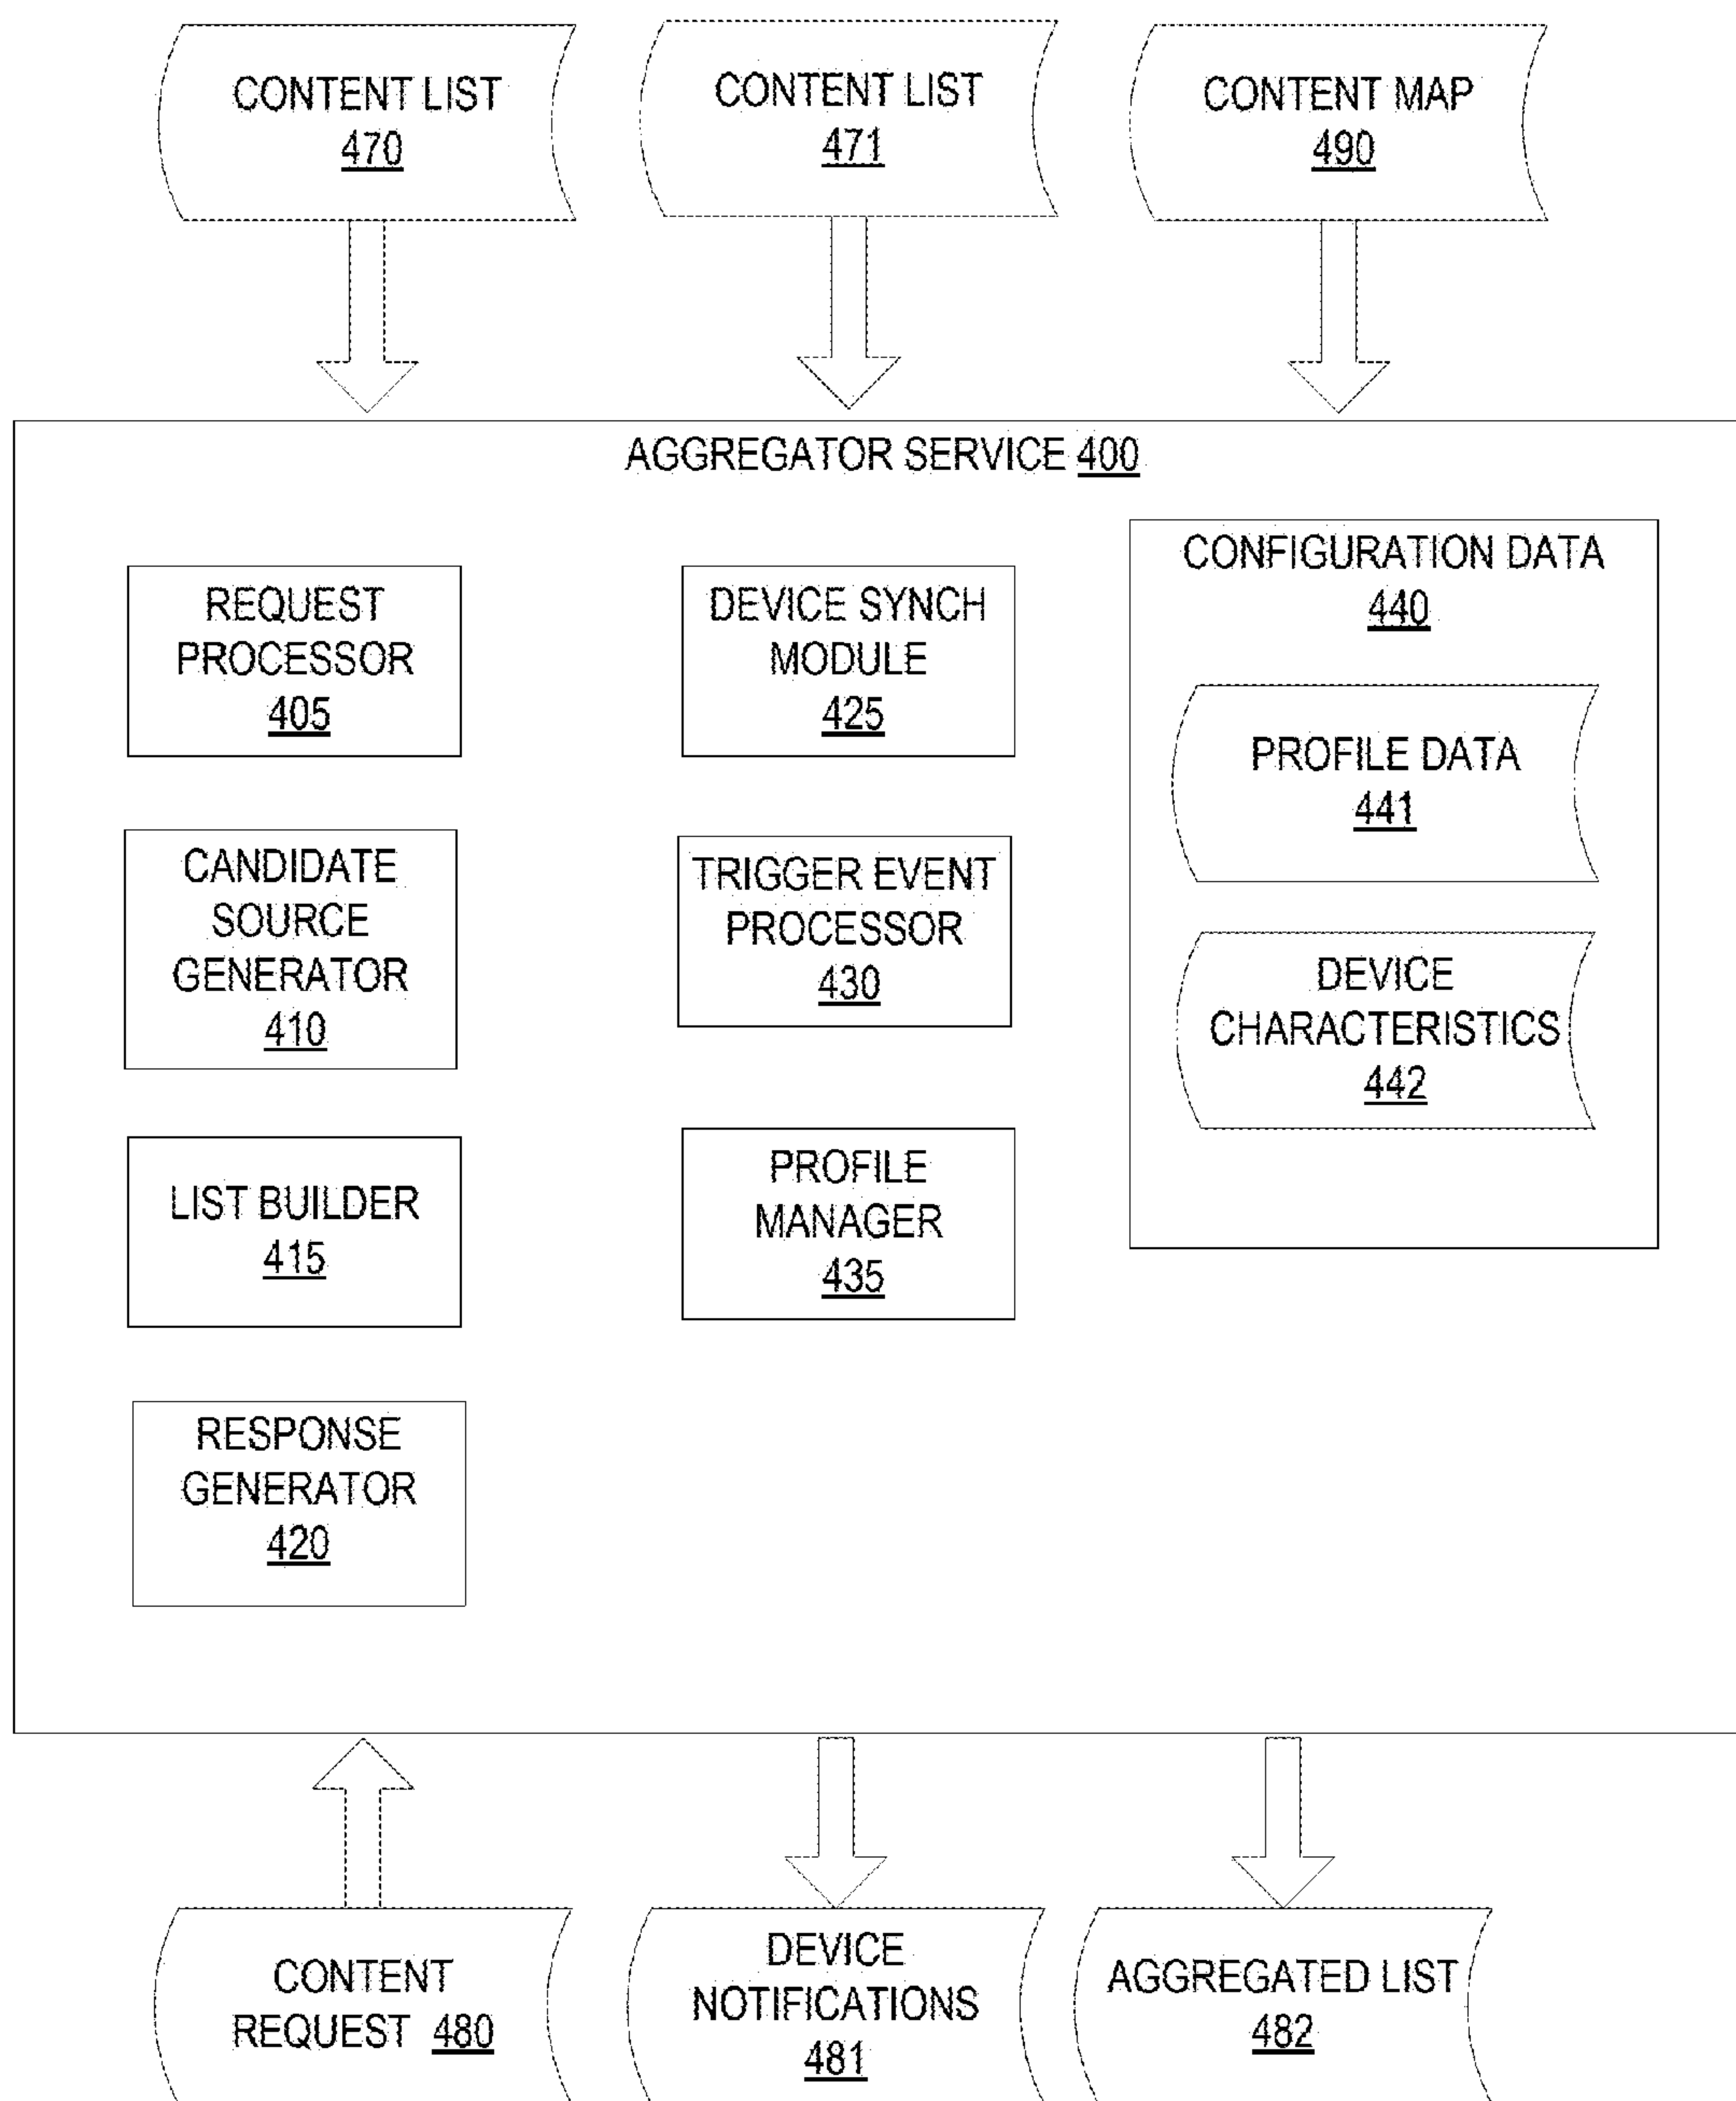 CONTENT LIST
470
CONTENT LIST
471
CONTENT MAP
490
AGGREGATOR SERVICE 400
REQUEST
PROCESSOR
405
CANDIDATE
SOURCE
GENERATOR
410
LIST BUILDER
415
RESPONSE
GENERATOR
420
DEVICE SYNCH
MODULE
425
TRIGGER EVENT
PROCESSOR
430
PROFILE
MANAGER
435
CONFIGURATION DATA
440
PROFILE DATA
441
DEVICE
CHARACTERISTICS
442
CONTENT
REQUEST 480
DEVICE
NOTIFICATIONS
481
AGGREGATED LIST
482